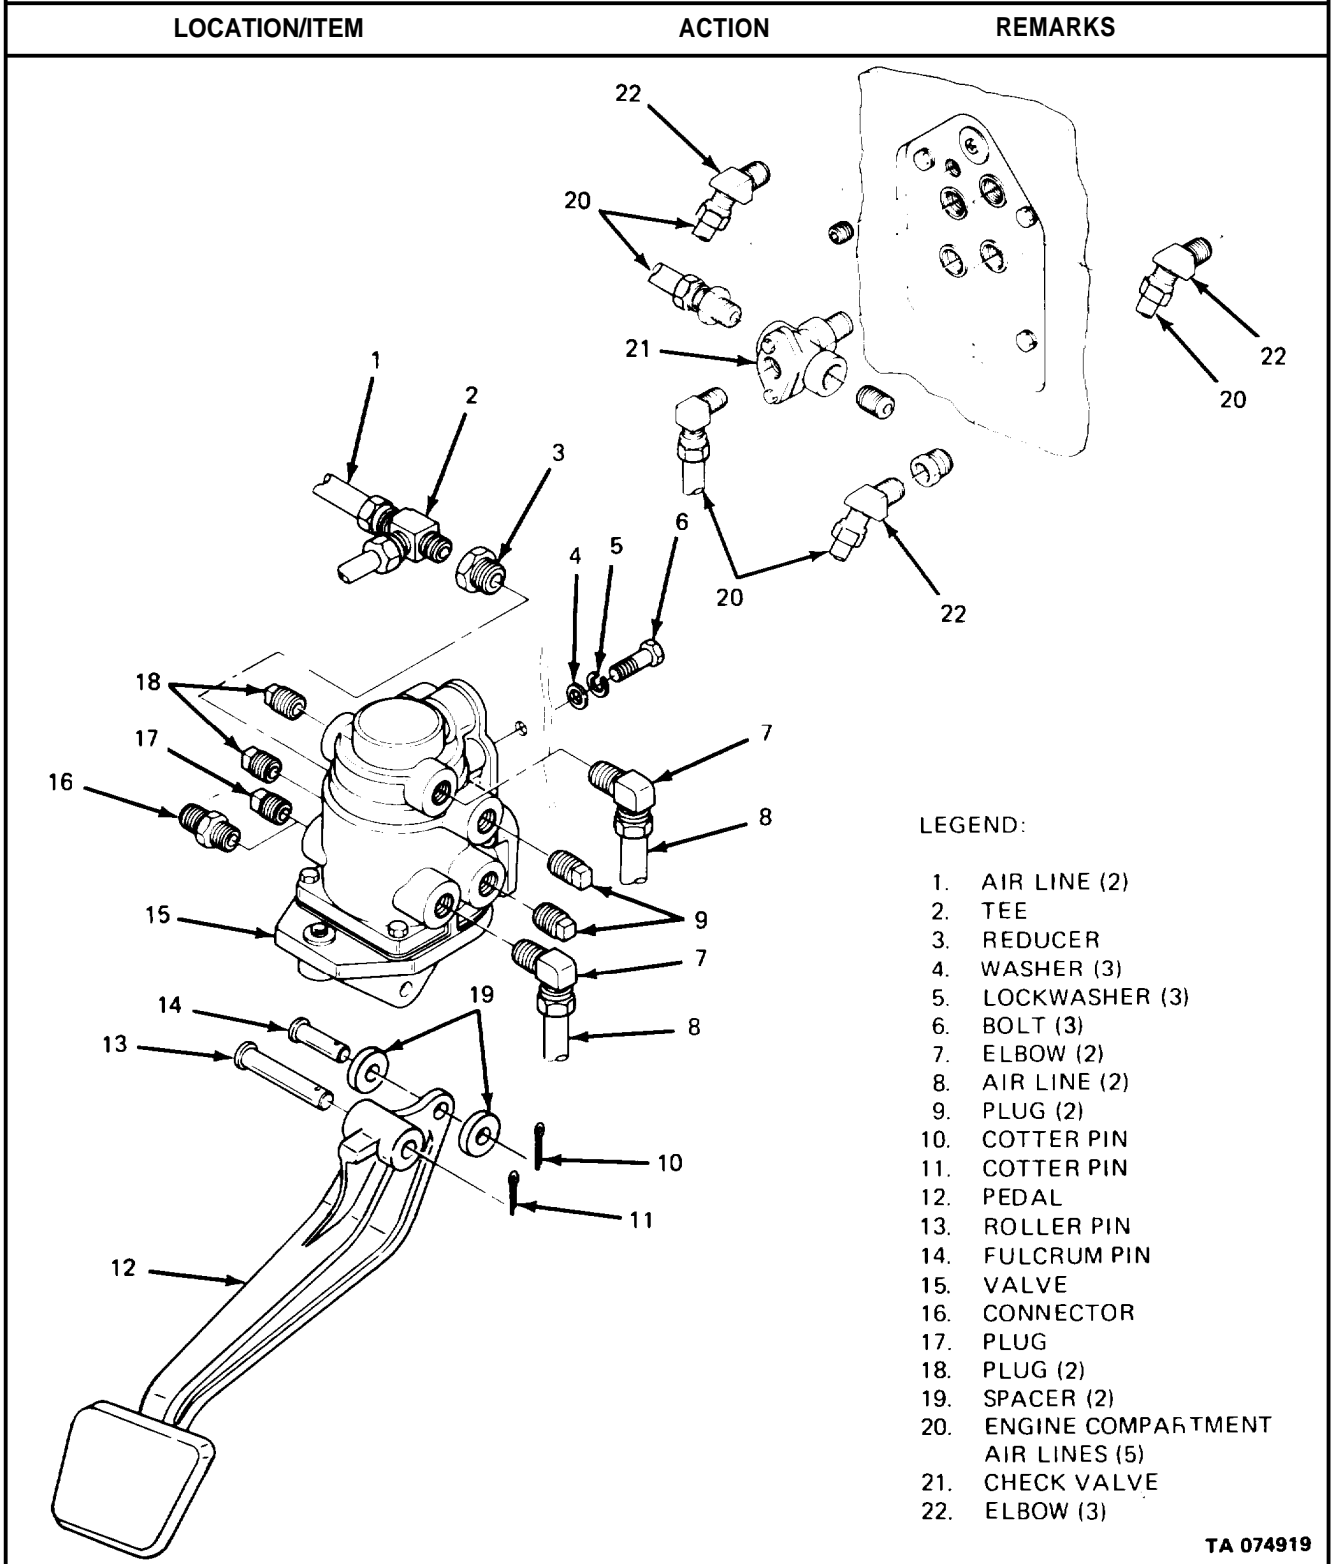 LOCATION/ITEM ACTION REMARKS
22
20
21
22
20
1
2
3
6
5
4
20
22
18
17
16
7
8
15
9
7
14
19
8
13
10
11
12
LEGEND:
1. AIR LINE (2)
2. TEE
3. REDUCER
4. WASHER (3)
5. LOCKWASHER (3)
6. BOLT (3)
7. ELBOW (2)
8. AIR LINE (2)
9. PLUG (2)
10. COTTER PIN
11. COTTER PIN
12. PEDAL
13. ROLLER PIN
14. FULCRUM PIN
15. VALVE
16. CONNECTOR
17. PLUG
18. PLUG (2)
19. SPACER (2)
20. ENGINE COMPARTMENT
AIR LINES (5)
21. CHECK VALVE
22. ELBOW (3)
TA 074919